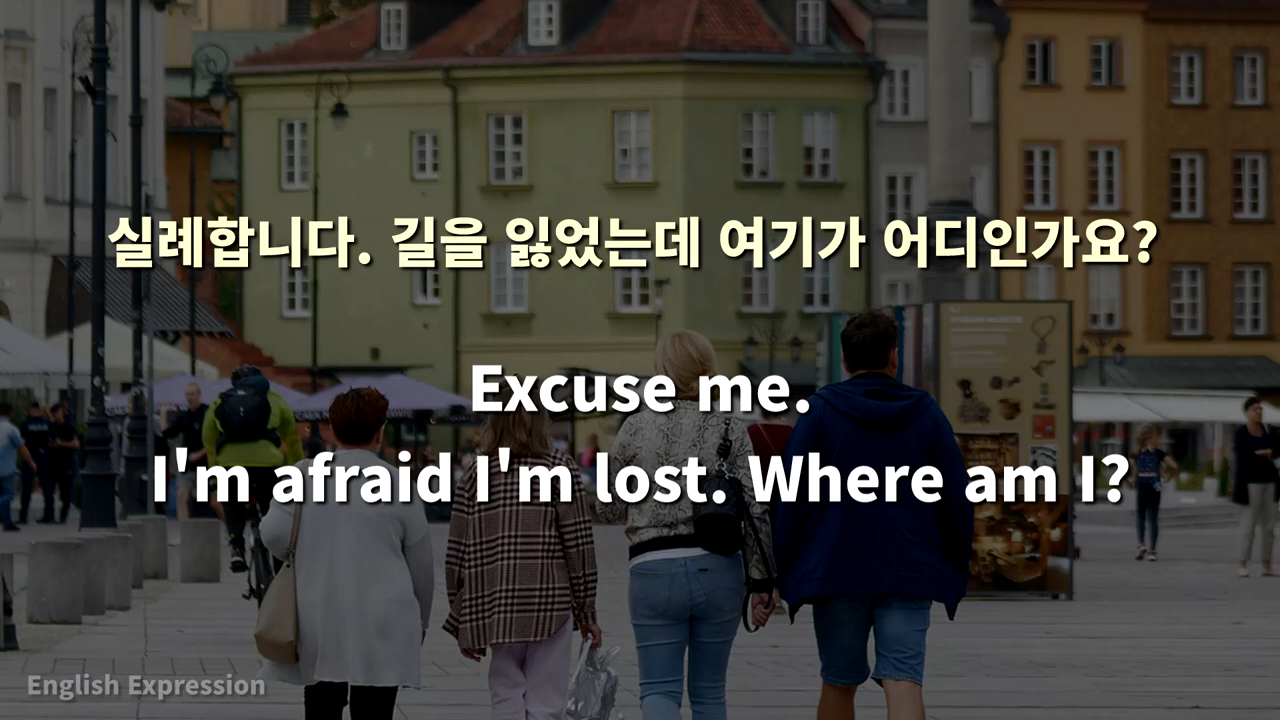 실례합니다. 길을 잃었는데 여기가 어디인가요?
Excuse me.
I'm afraid I'm lost. Where am I?
English Expression